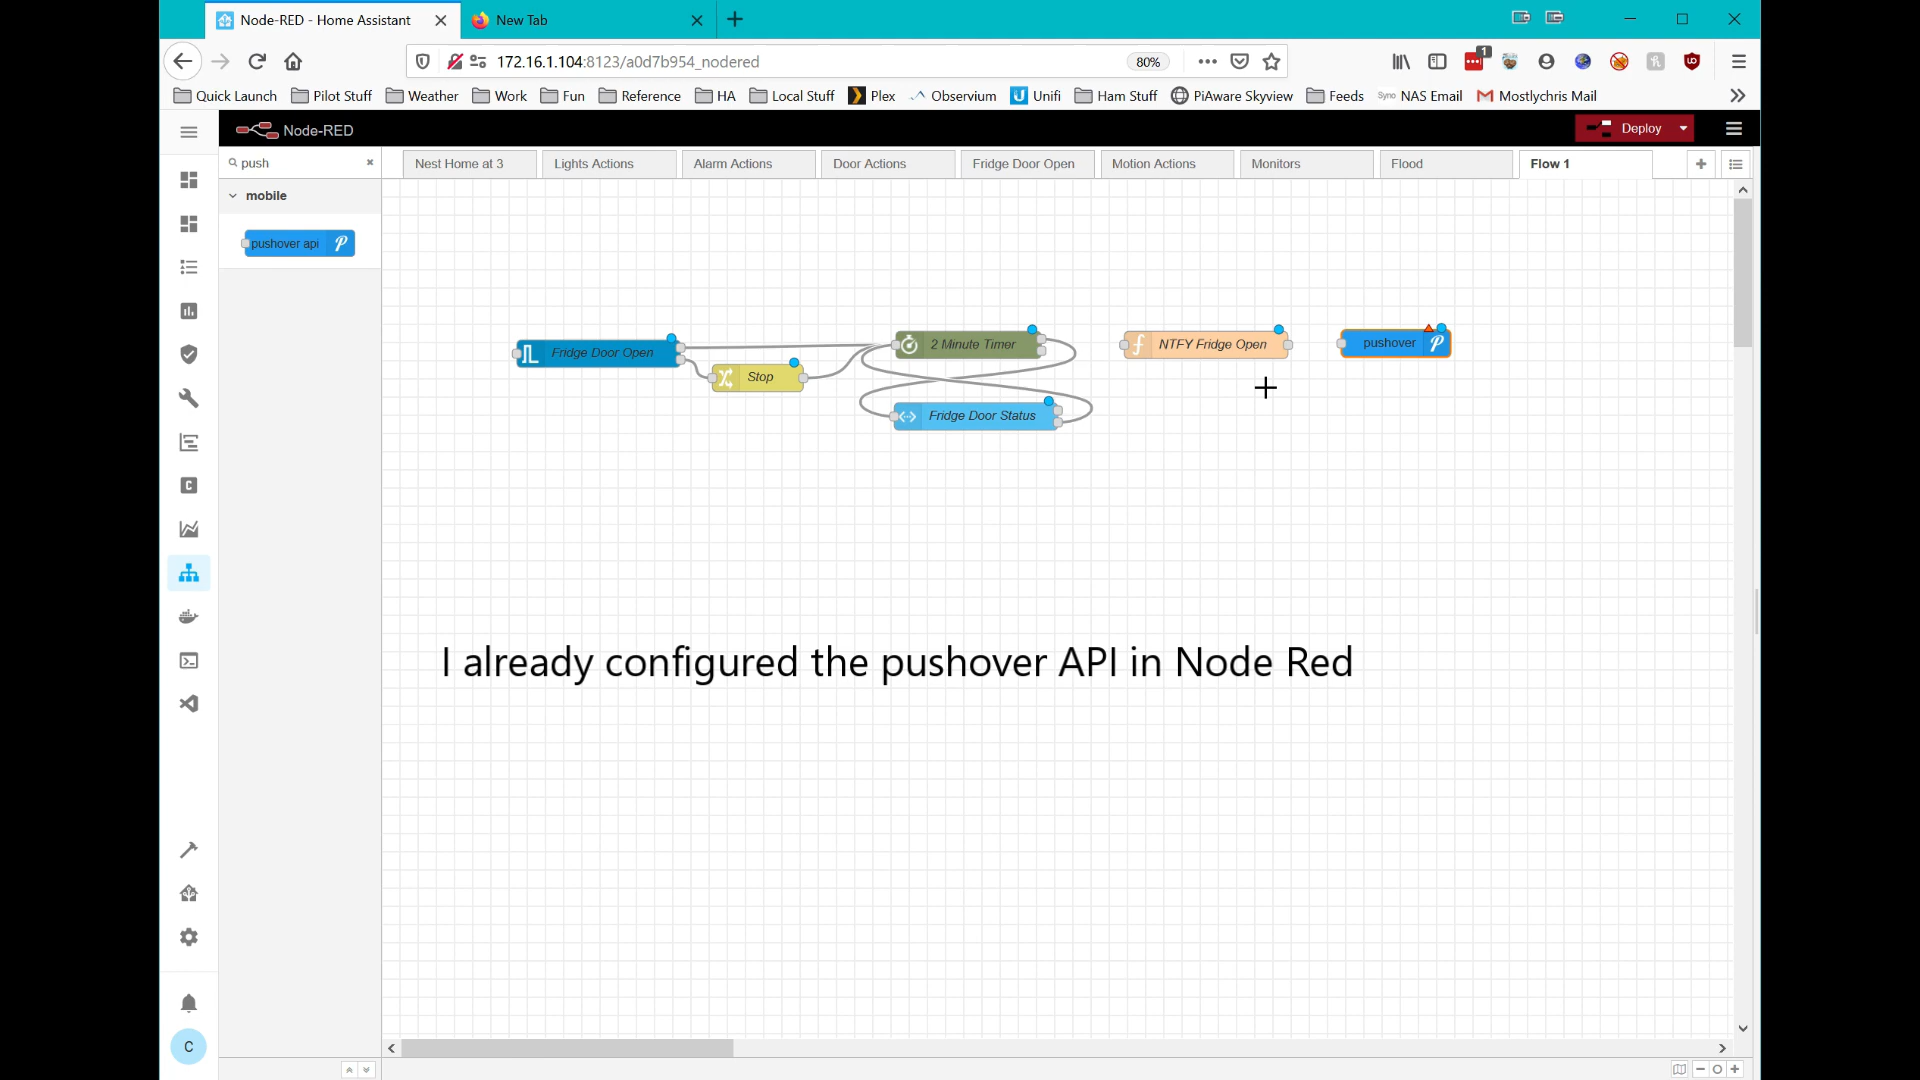 Node-RED - Home Assistant
New Tab
172.16.1.104:8123/a0d7b954_nodered
80%
1
Quick Launch
Pilot Stuff
Weather
Work
Fun
Reference
HA
Local Stuff
Plex
Observium
Unifi
Ham Stuff
PiAware Skyview
Feeds
Syno NAS Email
Mostlychris Mail
Node-RED
Deploy
push
Nest Home at 3
Lights Actions
Alarm Actions
Door Actions
Fridge Door Open
Motion Actions
Monitors
Flood
Flow 1
mobile
pushover api
Fridge Door Open
Stop
2 Minute Timer
Fridge Door Status
NTFY Fridge Open
pushover
I already configured the pushover API in Node Red
C
C